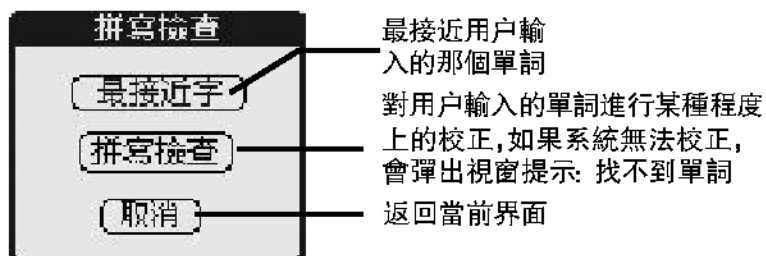 拼寫檢查
最接近用户輸
入的那個單詞
最接近字
對用户輸入的單詞進行某種程度
拼寫檢查
上的校正,如果系統無法校正,
會彈出視窗提示: 找不到單詞
取消
返回當前界面